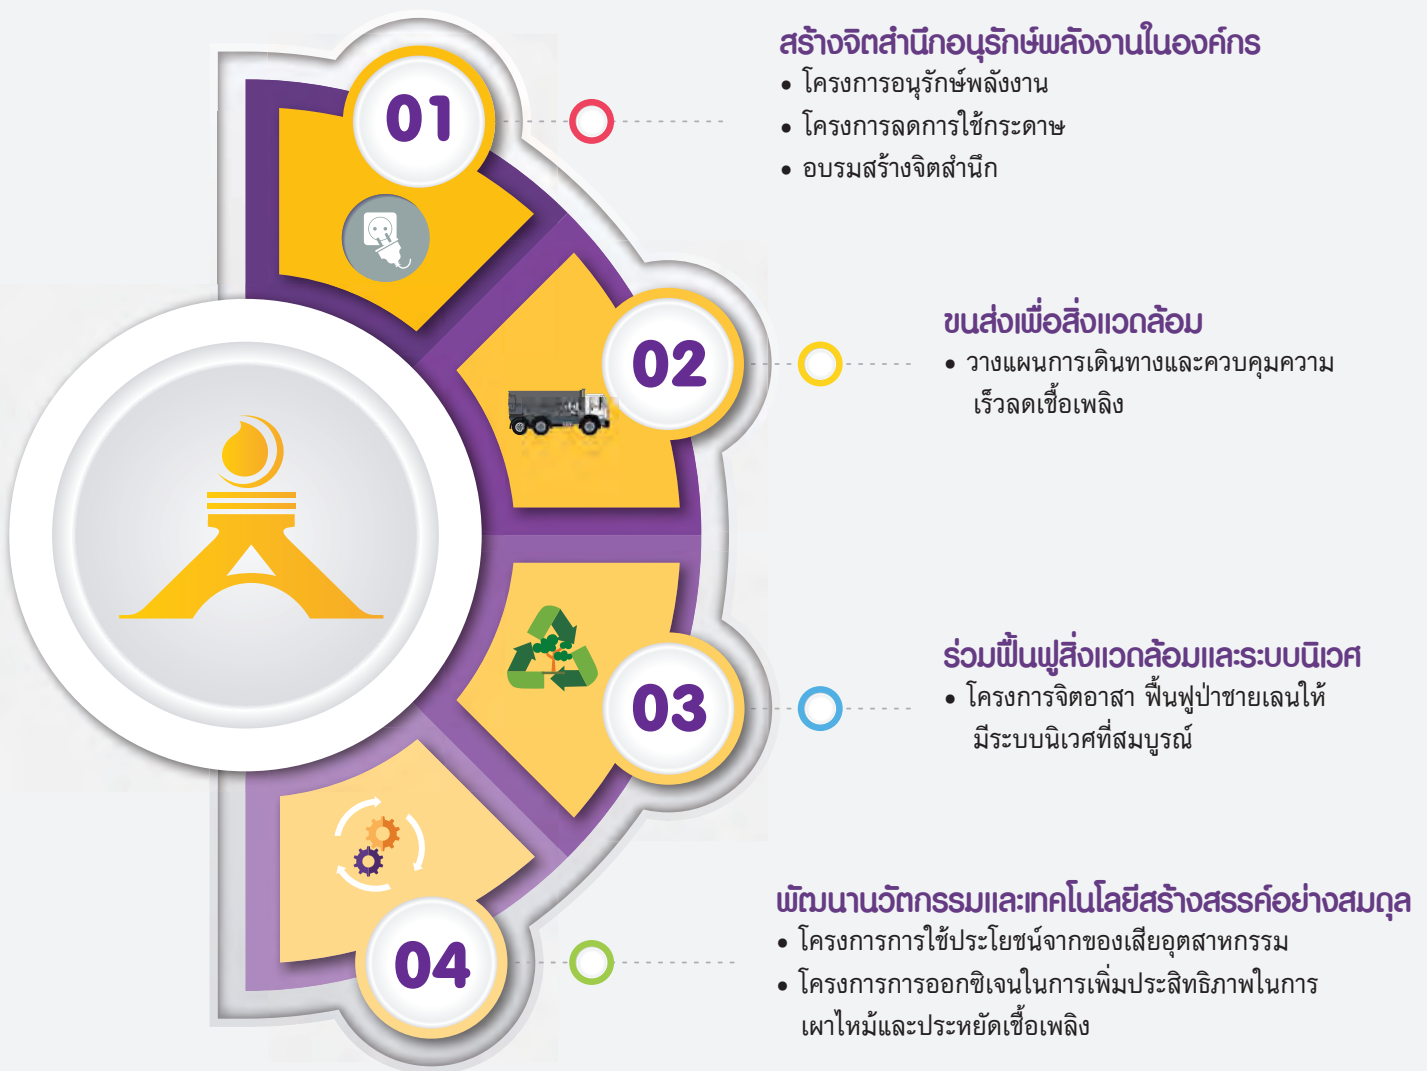 01
สร้างจิตสำนึกอนุรักษ์พลังงานในองค์กร
• โครงการอนุรักษ์พลังงาน
• โครงการลดการใช้กระดาษ
• อบรมสร้างจิตสำนึก
02
ขนส่งเพื่อสิ่งแวดล้อม
• วางแผนการเดินทางและควบคุมความ
เร็วลดเชื้อเพลิง
03
ร่วมฟื้นฟูสิ่งแวดล้อมและระบบนิเวศ
• โครงการจิตอาสา ฟื้นฟูป่าชายเลนให้
มีระบบนิเวศที่สมบูรณ์
04
พัฒนานวัตกรรมและเทคโนโลยีสร้างสรรค์อย่างสมดุล
• โครงการการใช้ประโยชน์จากของเสียอุตสาหกรรม
• โครงการการออกซิเจนในการเพิ่มประสิทธิภาพในการ
เผาไหม้และประหยัดเชื้อเพลิง